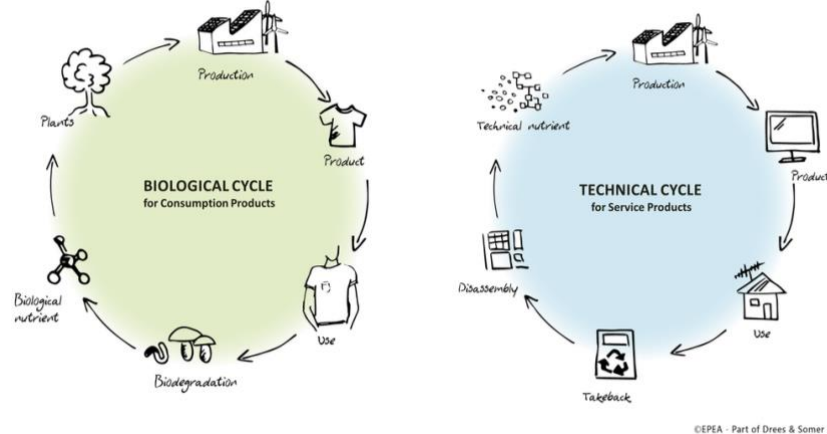 Production
Product
Plants
BIOLOGICAL CYCLE
for Consumption Products
Biological
nutrient
Use
Biodegradation
Production
Technical nutrient
Product
TECHNICAL CYCLE
for Service Products
Disassembly
Use
Takeback
©EPEA - Part of Drees & Somer